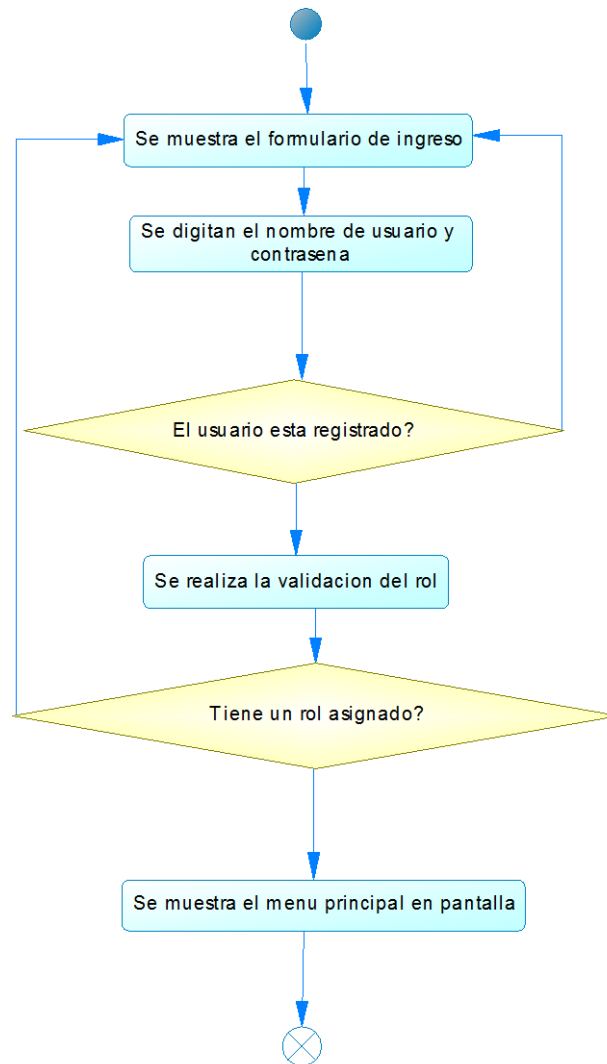 Se muestra el formulario de ingreso
Se digitan el nombre de usuario y
contrasena
El usuario esta registrado?
Se realiza la validacion del rol
Tiene un rol asignado?
Se muestra el menu principal en pantalla